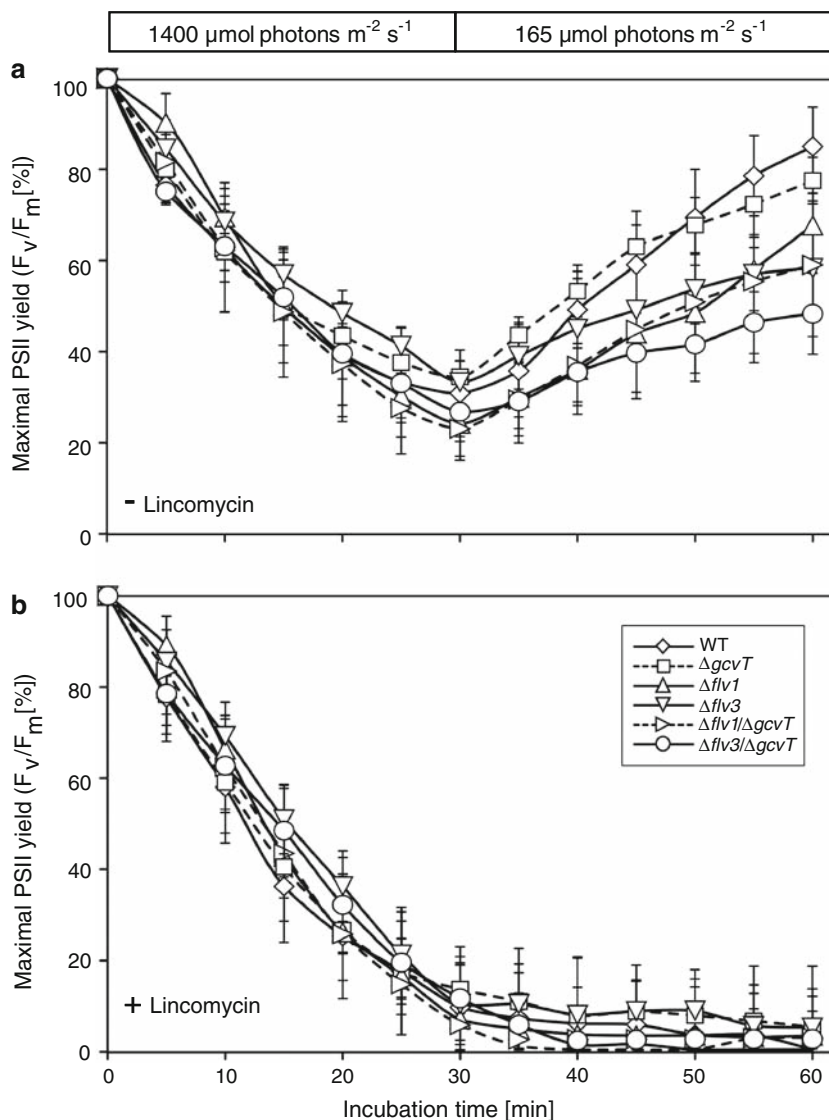 1400 µmol photons m⁻² s⁻¹ 165 µmol photons m⁻² s⁻¹
a
Maximal PSII yield (Fᵥ/Fₘ[%])
100
80
60
40
20
0
- Lincomycin
b
Maximal PSII yield (Fᵥ/Fₘ[%])
100
80
60
40
20
0
WT
ΔgcvT
Δflv1
Δflv3
Δflv1/ΔgcvT
Δflv3/ΔgcvT
+ Lincomycin
0 10 20 30 40 50 60
Incubation time [min]